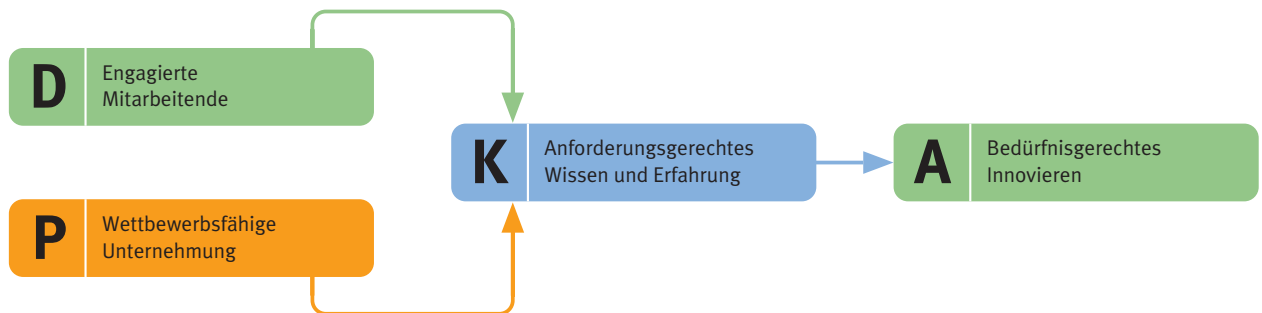 D
Engagierte
Mitarbeitende
K
Anforderungsgerechtes
Wissen und Erfahrung
A
Bedürfnisgerechtes
Innovieren
P
Wettbewerbsfähige
Unternehmung